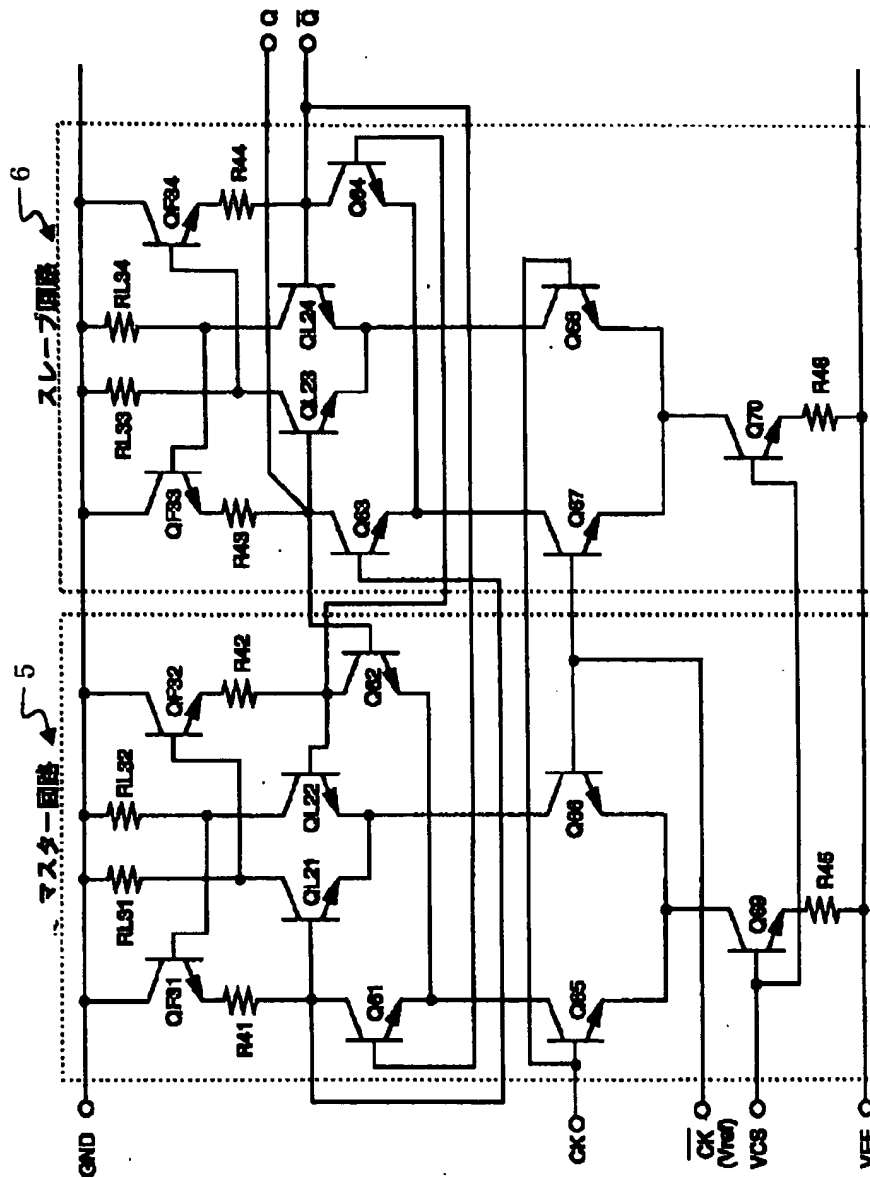 マスター回路
5
スレーブ回路
6
GND
RL31
RL32
RL33
RL34
QF31
QF32
QF33
QF34
R41
R42
R43
R44
Q
Q̅
QL21
QL22
QL23
QL24
Q61
Q62
Q63
Q64
CK
Q65
Q66
Q67
Q68
C̅K̅
(Vref)
VCS
Q69
Q70
R45
R46
VEE